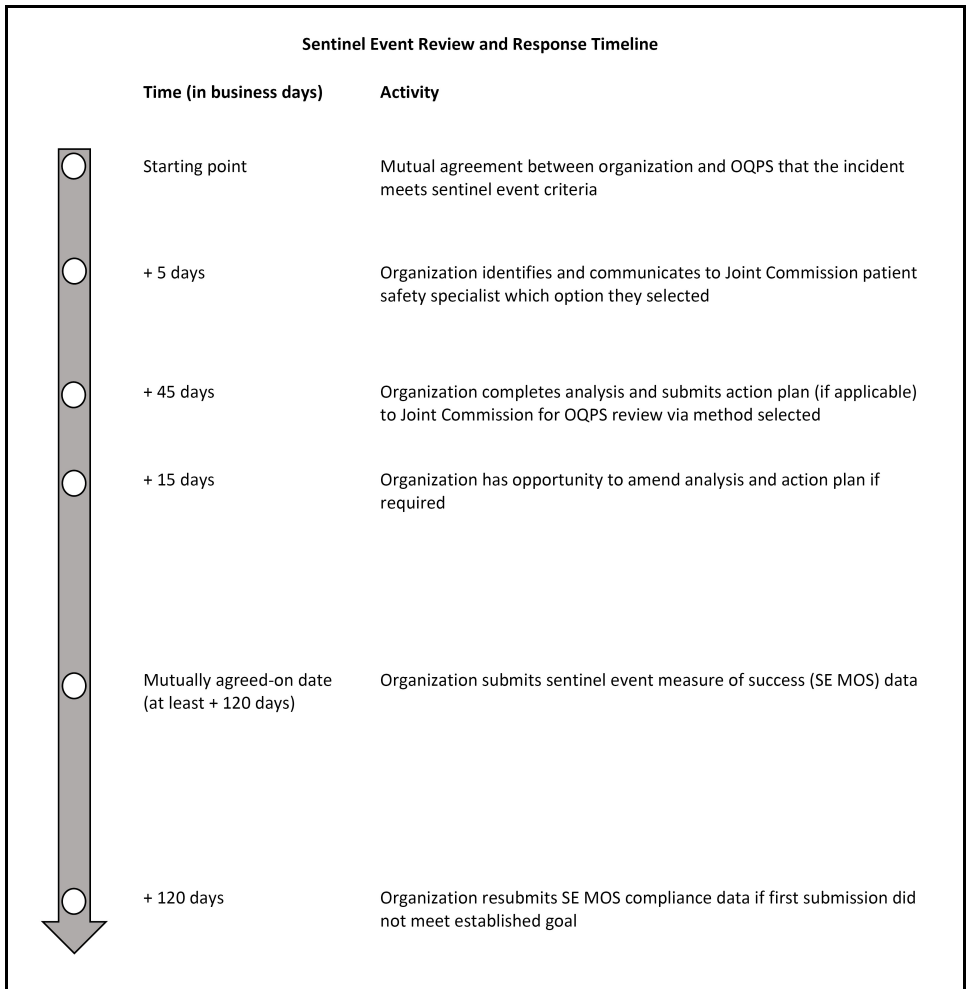 Sentinel Event Review and Response Timeline
Time (in business days) Activity
Starting point Mutual agreement between organization and OQPS that the incident
meets sentinel event criteria
+ 5 days Organization identifies and communicates to Joint Commission patient
safety specialist which option they selected
+ 45 days Organization completes analysis and submits action plan (if applicable)
to Joint Commission for OQPS review via method selected
+ 15 days Organization has opportunity to amend analysis and action plan if
required
Mutually agreed-on date Organization submits sentinel event measure of success (SE MOS) data
(at least + 120 days)
+ 120 days Organization resubmits SE MOS compliance data if first submission did
not meet established goal